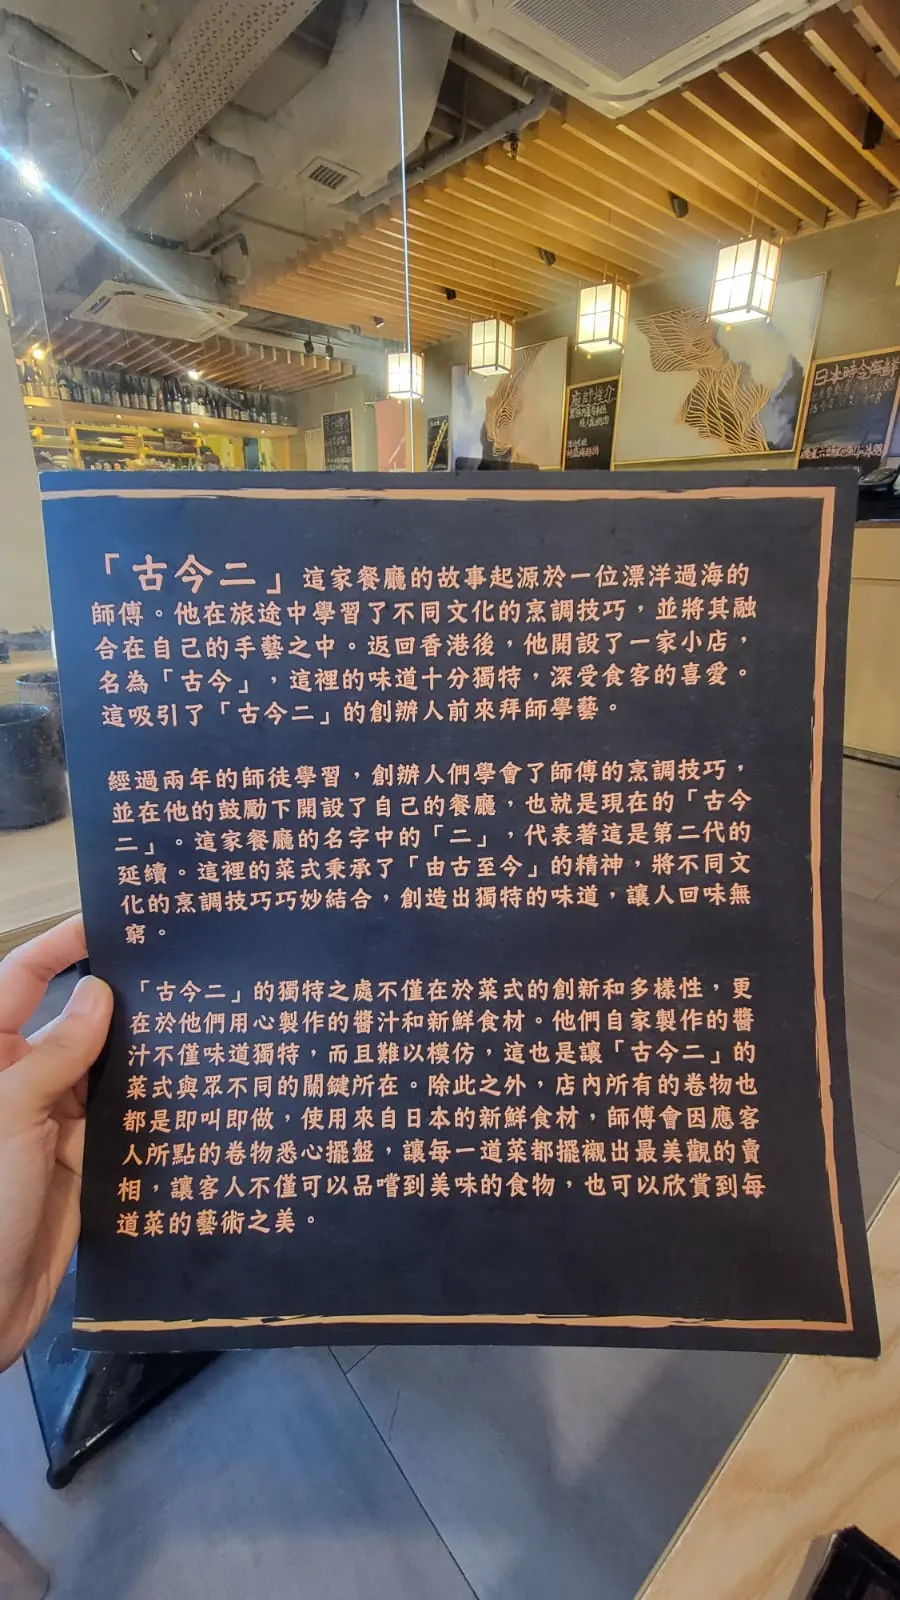 廚師推介
日本時令海鮮
「古今二」這家餐廳的故事起源於一位漂洋過海的
師傅。他在旅途中學習了不同文化的烹調技巧，並將其融
合在自己的手藝之中。返回香港後，他開設了一家小店，
名為「古今」，這裡的味道十分獨特，深受食客的喜愛。
這吸引了「古今二」的創辦人前來拜師學藝。
經過兩年的師徒學習，創辦人們學會了師傅的烹調技巧，
並在他的鼓勵下開設了自己的餐廳，也就是現在的「古今
二」。這家餐廳的名字中的「二」，代表著這是第二代的
延續。這裡的菜式秉承了「由古至今」的精神，將不同文
化的烹調技巧巧妙結合，創造出獨特的味道，讓人回味無
窮。
「古今二」的獨特之處不僅在於菜式的創新和多樣性，更
在於他們用心製作的醬汁和新鮮食材。他們自家製作的醬
汁不僅味道獨特，而且難以模仿，這也是讓「古今二」的
菜式與眾不同的關鍵所在。除此之外，店內所有的卷物也
都是即叫即做，使用來自日本的新鮮食材，師傅會因應客
人所點的卷物悉心擺盤，讓每一道菜都擺襯出最美觀的賣
相，讓客人不僅可以品嚐到美味的食物，也可以欣賞到每
道菜的藝術之美。